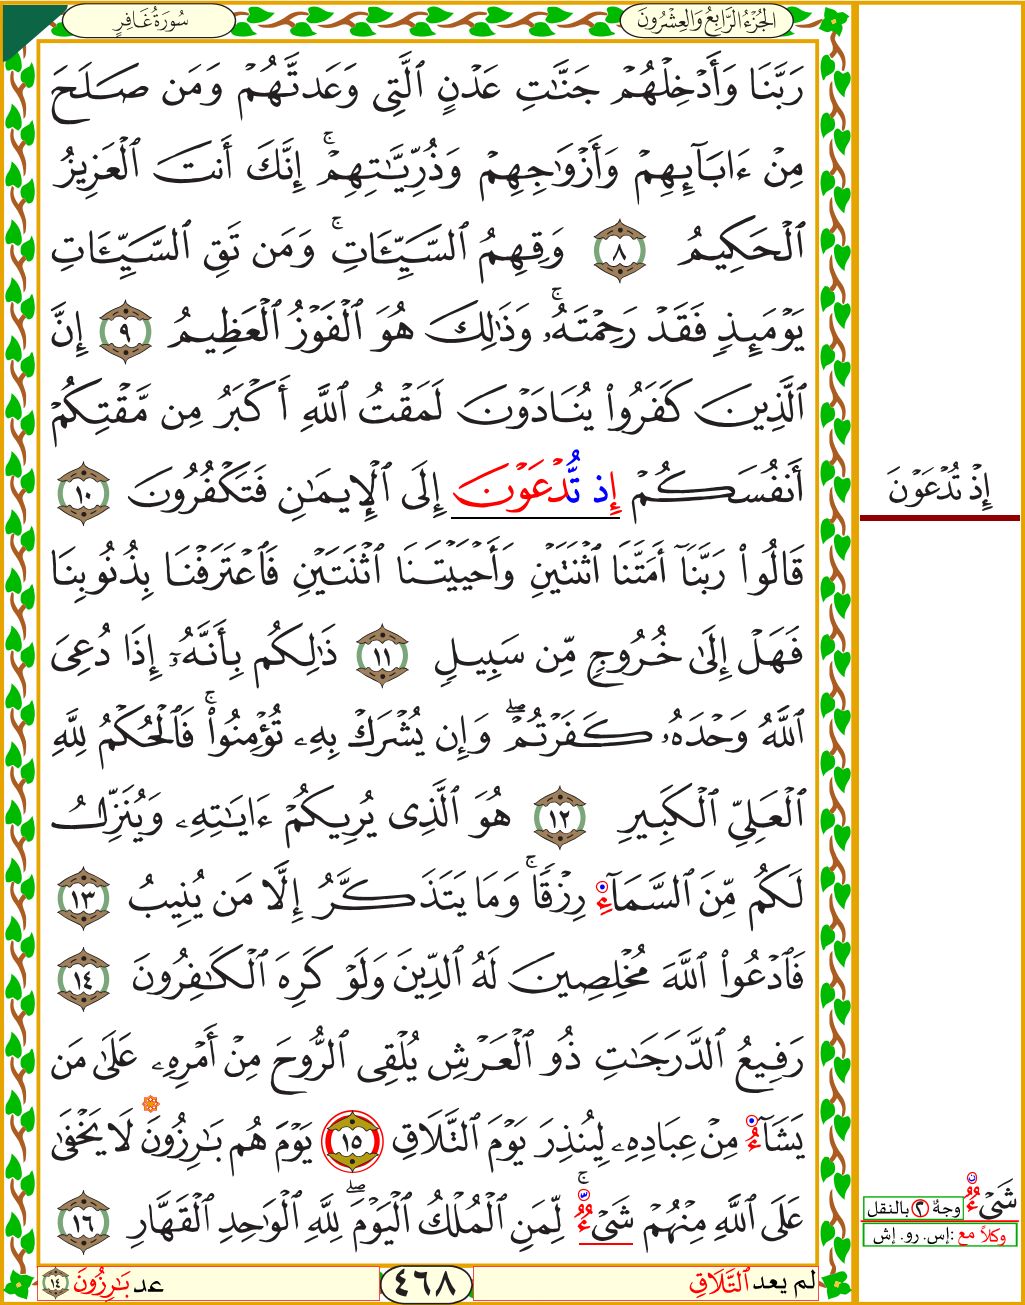 الجُزْءُ الرَّابِعُ وَالعِشْرُونَ
سُورَةُ غَافِرٍ
رَبَّنَا وَأَدْخِلْهُمْ جَنَّٰتِ عَدْنٍ ٱلَّتِى وَعَدتَّهُمْ وَمَن صَلَحَ
مِنْ ءَابَآئِهِمْ وَأَزْوَٰجِهِمْ وَذُرِّيَّٰتِهِمْۚ إِنَّكَ أَنتَ ٱلْعَزِيزُ
ٱلْحَكِيمُ ٨ وَقِهِمُ ٱلسَّيِّـَٔاتِۚ وَمَن تَقِ ٱلسَّيِّـَٔاتِ
يَوْمَئِذٍ فَقَدْ رَحِمْتَهُۥۚ وَذَٰلِكَ هُوَ ٱلْفَوْزُ ٱلْعَظِيمُ ٩ إِنَّ
ٱلَّذِينَ كَفَرُوا۟ يُنَادَوْنَ لَمَقْتُ ٱللَّهِ أَكْبَرُ مِن مَّقْتِكُمْ
أَنفُسَكُمْ إِذ تُّدْعَوْنَ إِلَى ٱلْإِيمَٰنِ فَتَكْفُرُونَ ١٠
إِذْ تُدْعَوْنَ
قَالُوا۟ رَبَّنَآ أَمَتَّنَا ٱثْنَتَيْنِ وَأَحْيَيْتَنَا ٱثْنَتَيْنِ فَٱعْتَرَفْنَا بِذُنُوبِنَا
فَهَلْ إِلَىٰ خُرُوجٍ مِّن سَبِيلٍ ١١ ذَٰلِكُم بِأَنَّهُۥٓ إِذَا دُعِىَ
ٱللَّهُ وَحْدَهُۥ كَفَرْتُمْۖ وَإِن يُشْرَكْ بِهِۦ تُؤْمِنُوا۟ۚ فَٱلْحُكْمُ لِلَّهِ
ٱلْعَلِىِّ ٱلْكَبِيرِ ١٢ هُوَ ٱلَّذِى يُرِيكُمْ ءَايَٰتِهِۦ وَيُنَزِّلُ
لَكُم مِّنَ ٱلسَّمَآءِ رِزْقًاۚ وَمَا يَتَذَكَّرُ إِلَّا مَن يُنِيبُ ١٣
فَٱدْعُوا۟ ٱللَّهَ مُخْلِصِينَ لَهُ ٱلدِّينَ وَلَوْ كَرِهَ ٱلْكَٰفِرُونَ ١٤
رَفِيعُ ٱلدَّرَجَٰتِ ذُو ٱلْعَرْشِ يُلْقِى ٱلرُّوحَ مِنْ أَمْرِهِۦ عَلَىٰ مَن
يَشَآءُ مِنْ عِبَادِهِۦ لِيُنذِرَ يَوْمَ ٱلتَّلَاقِ ١٥ يَوْمَ هُم بَٰرِزُونَ لَا يَخْفَىٰ
عَلَى ٱللَّهِ مِنْهُمْ شَىْءٌۚ لِّمَنِ ٱلْمُلْكُ ٱلْيَوْمَۖ لِلَّهِ ٱلْوَٰحِدِ ٱلْقَهَّارِ ١٦
شَىْءٌ
وجهٌ ٢ بالنقل
وكلاً مع :إس. رو. إش
لم يعد ٱلتَّلَاقِ
٤٦٨
عد بَٰرِزُونَ ١٤